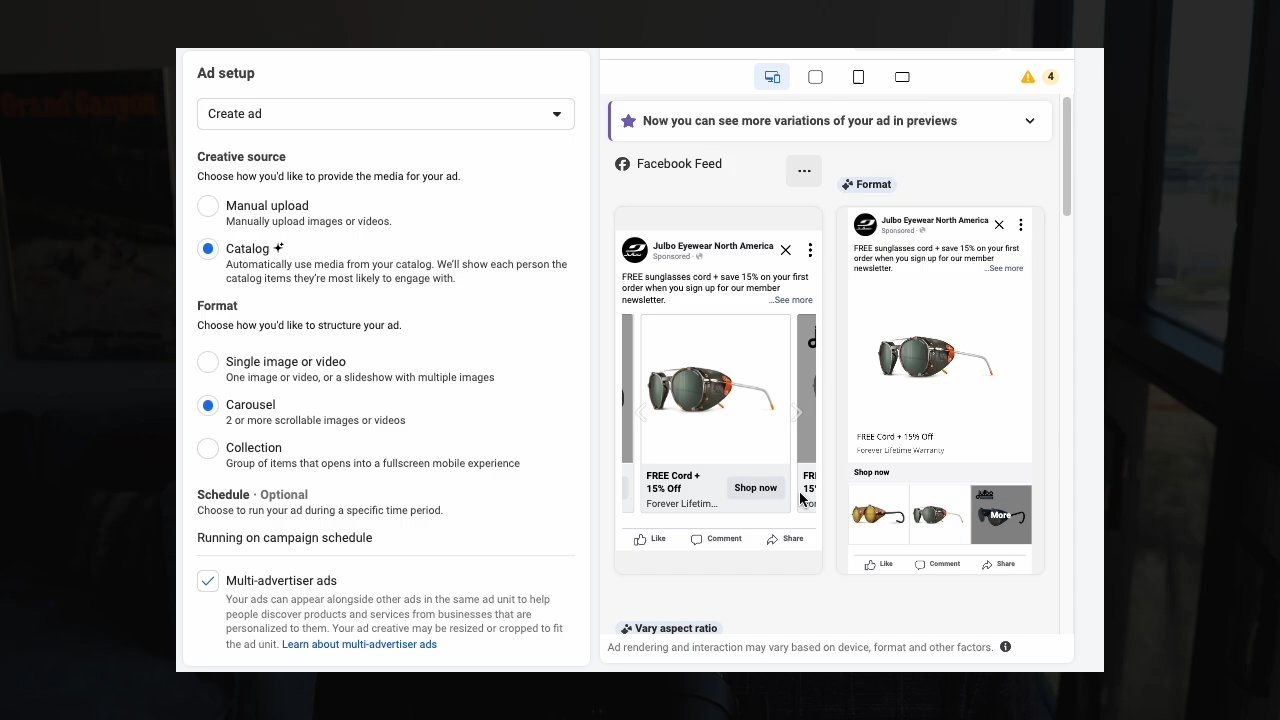 Grand Canyon
Ad setup
Create ad
Creative source
Choose how you'd like to provide the media for your ad.
Manual upload
Manually upload images or videos.
Catalog
Automatically use media from your catalog. We'll show each person the
catalog items they're most likely to engage with.
Format
Choose how you'd like to structure your ad.
Single image or video
One image or video, or a slideshow with multiple images
Carousel
2 or more scrollable images or videos
Collection
Group of items that opens into a fullscreen mobile experience
Schedule · Optional
Choose to run your ad during a specific time period.
Running on campaign schedule
Multi-advertiser ads
Your ads can appear alongside other ads in the same ad unit to help
people discover products and services from businesses that are
personalized to them. Your ad creative may be resized or cropped to fit
the ad unit. Learn about multi-advertiser ads
4
Now you can see more variations of your ad in previews
Facebook Feed
Julbo Eyewear North America
Sponsored ·
FREE sunglasses cord + save 15% on your first
order when you sign up for our member
newsletter. ...See more
FREE Cord +
15% Off
Forever Lifetim...
Shop now
FRE
15%
Like
Comment
Share
Format
Julbo Eyewear North America
Sponsored ·
FREE sunglasses cord + save 15% on your first
order when you sign up for our member
newsletter. ...See more
FREE Cord + 15% Off
Forever Lifetime Warranty
Shop now
Julbo
More
Like
Comment
Share
Vary aspect ratio
Ad rendering and interaction may vary based on device, format and other factors.